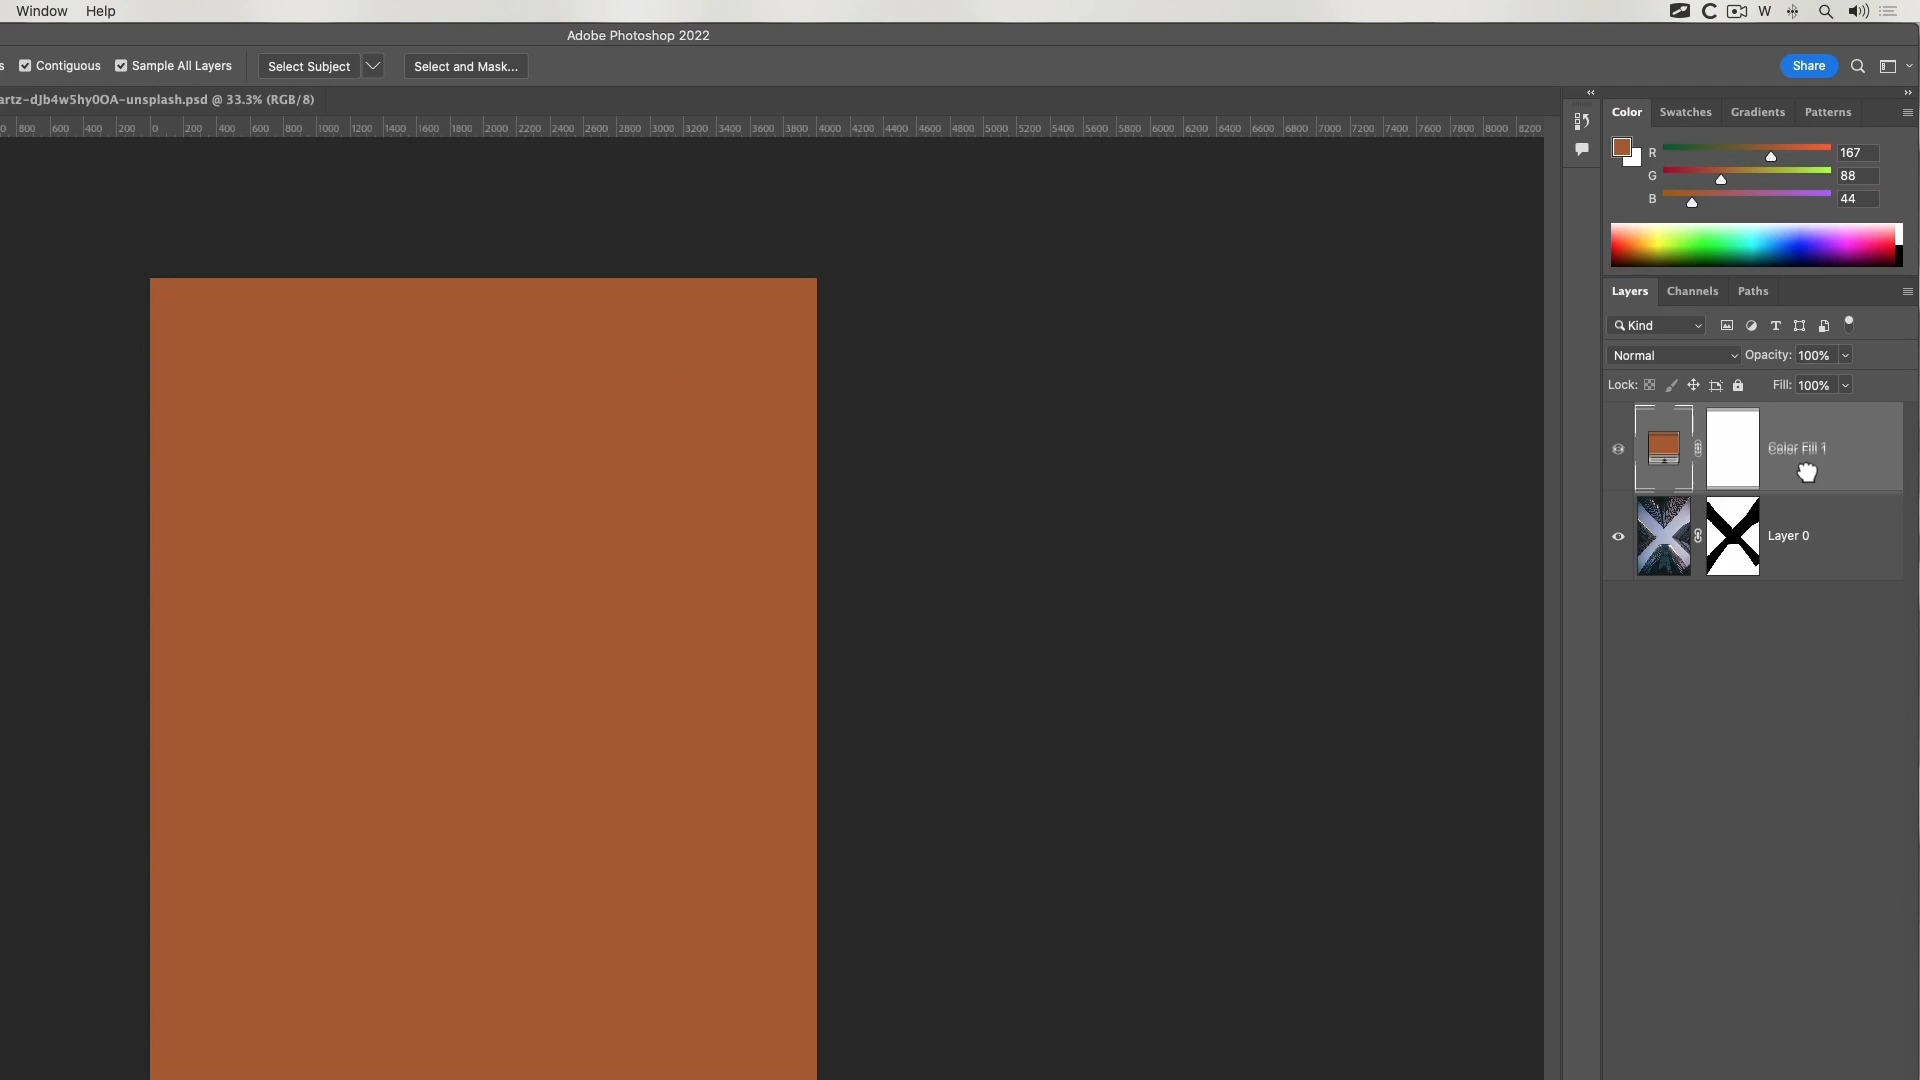 Window Help
W
Adobe Photoshop 2022
s Contiguous Sample All Layers Select Subject Select and Mask... Share
artz-dJb4w5hy0OA-unsplash.psd @ 33.3% (RGB/8)
0 800 600 400 200 0 200 400 600 800 1000 1200 1400 1600 1800 2000 2200 2400 2600 2800 3000 3200 3400 3600 3800 4000 4200 4400 4600 4800 5000 5200 5400 5600 5800 6000 6200 6400 6600 6800 7000 7200 7400 7600 7800 8000 8200
Color Swatches Gradients Patterns
R 167
G 88
B 44
Layers Channels Paths
Kind
Normal Opacity: 100%
Lock: Fill: 100%
Color Fill 1
Layer 0